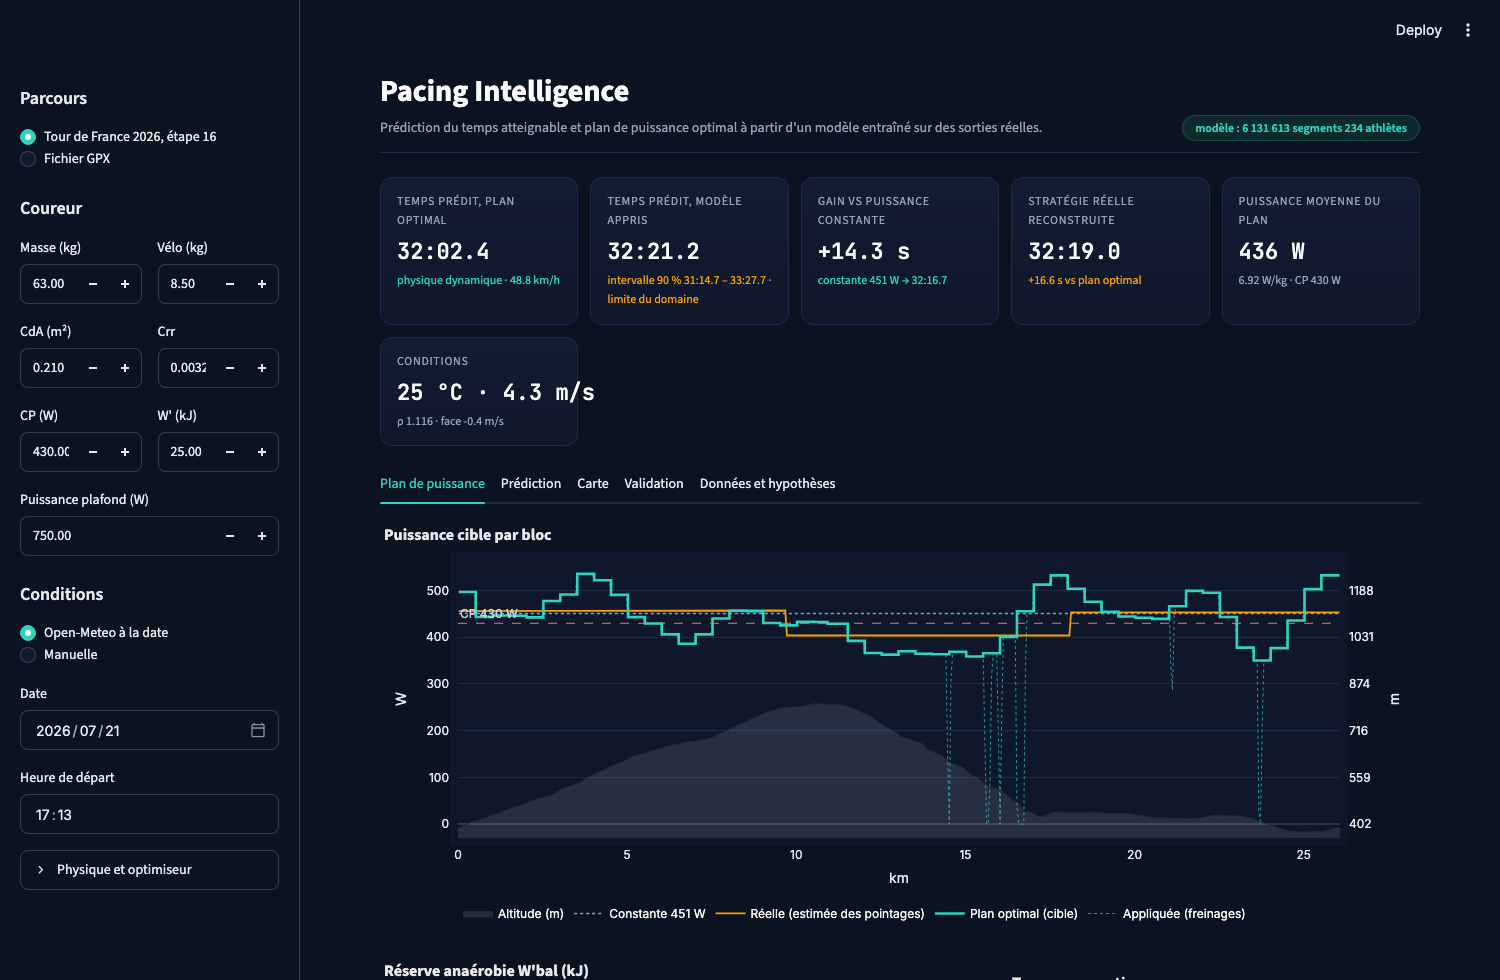 Deploy
Parcours
Tour de France 2026, étape 16
Fichier GPX
Coureur
Masse (kg)
Vélo (kg)
63.00
8.50
CdA (m²)
Crr
0.210
0.0032
CP (W)
W' (kJ)
430.00
25.00
Puissance plafond (W)
750.00
Conditions
Open-Meteo à la date
Manuelle
Date
2026/07/21
Heure de départ
17:13
Physique et optimiseur
Pacing Intelligence
Prédiction du temps atteignable et plan de puissance optimal à partir d'un modèle entraîné sur des sorties réelles.
modèle : 6 131 613 segments 234 athlètes
TEMPS PRÉDIT, PLAN
OPTIMAL
32:02.4
physique dynamique · 48.8 km/h
TEMPS PRÉDIT, MODÈLE
APPRIS
32:21.2
intervalle 90 % 31:14.7 – 33:27.7 ·
limite du domaine
GAIN VS PUISSANCE
CONSTANTE
+14.3 s
constante 451 W → 32:16.7
STRATÉGIE RÉELLE
RECONSTRUITE
32:19.0
+16.6 s vs plan optimal
PUISSANCE MOYENNE DU
PLAN
436 W
6.92 W/kg · CP 430 W
CONDITIONS
25 °C · 4.3 m/s
ρ 1.116 · face -0.4 m/s
Plan de puissance
Prédiction
Carte
Validation
Données et hypothèses
Puissance cible par bloc
500
400
300
200
100
0
W
CP 430 W
1188
1031
874
716
559
402
m
0
5
10
15
20
25
km
Altitude (m)
Constante 451 W
Réelle (estimée des pointages)
Plan optimal (cible)
Appliquée (freinages)
Réserve anaérobie W'bal (kJ)